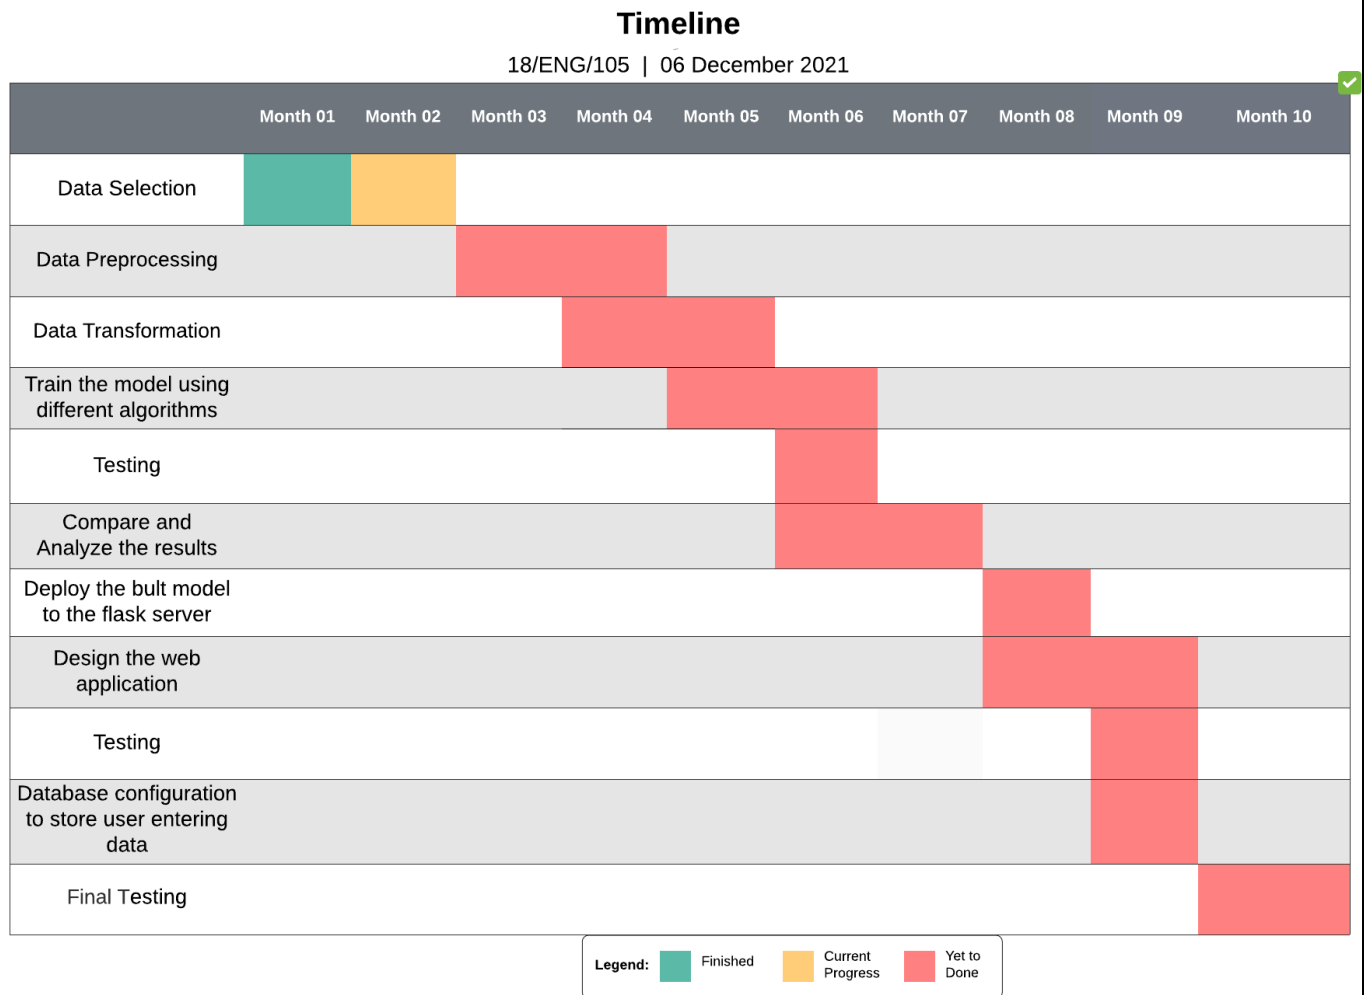 Timeline
18/ENG/105 | 06 December 2021
Month 01 Month 02 Month 03 Month 04 Month 05 Month 06 Month 07 Month 08 Month 09 Month 10
Data Selection
Data Preprocessing
Data Transformation
Train the model using
different algorithms
Testing
Compare and
Analyze the results
Deploy the bult model
to the flask server
Design the web
application
Testing
Database configuration
to store user entering
data
Final Testing
Legend: Finished
Current
Progress
Yet to
Done